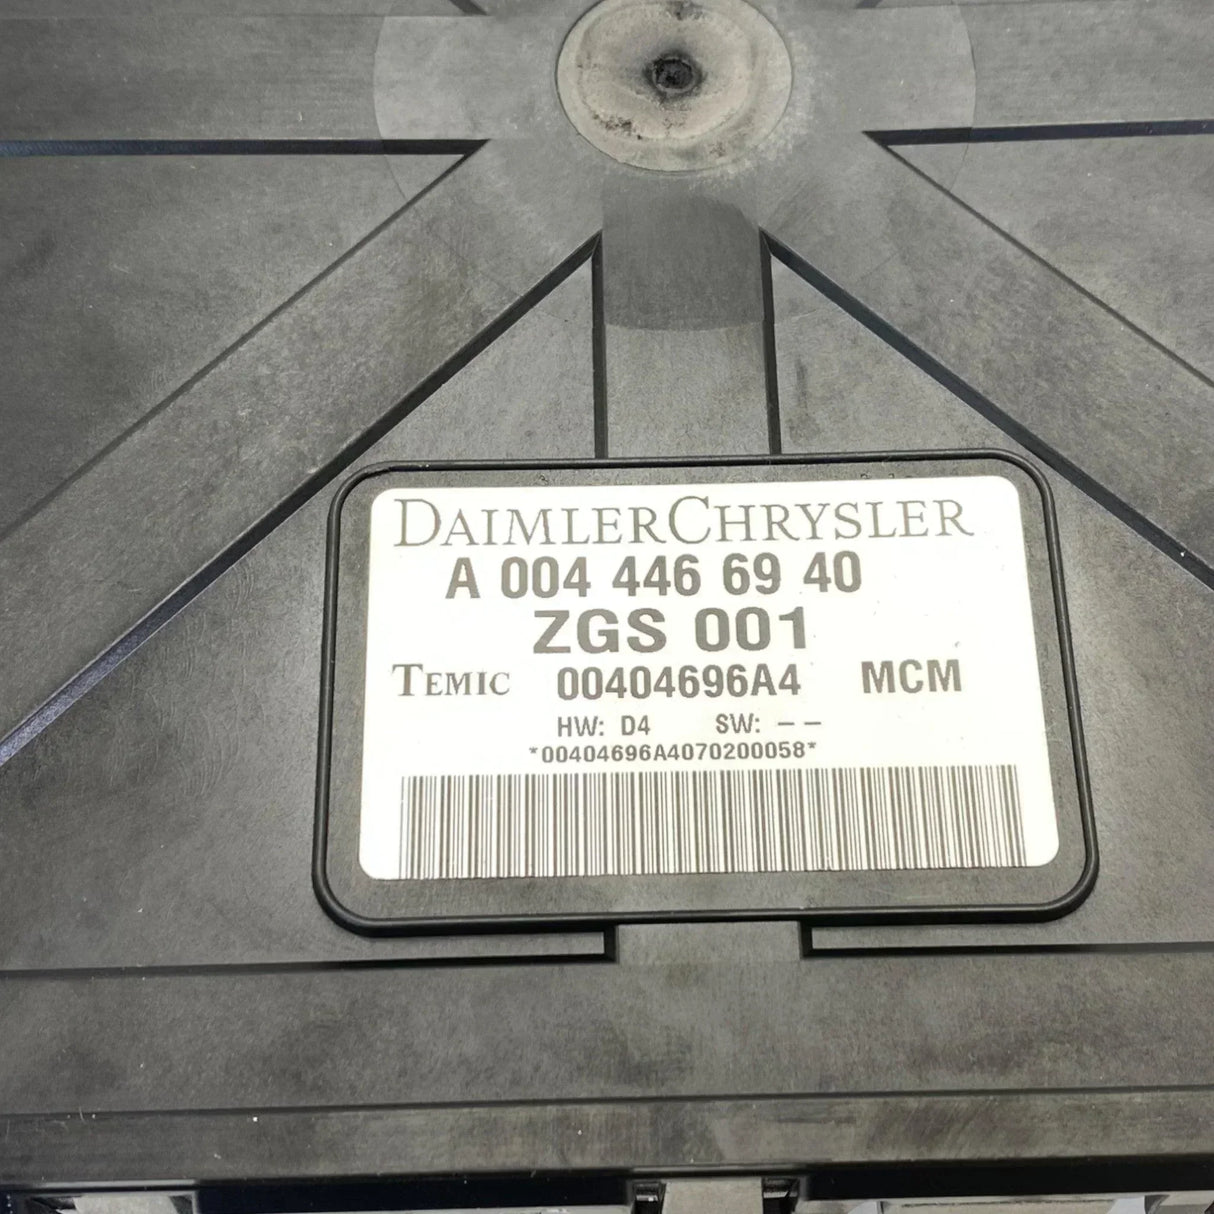 DAIMLERCHRYSLER
A 004 446 69 40
ZGS 001
TEMIC 00404696A4 MCM
HW: D4 SW: – –
*00404696A4070200058*